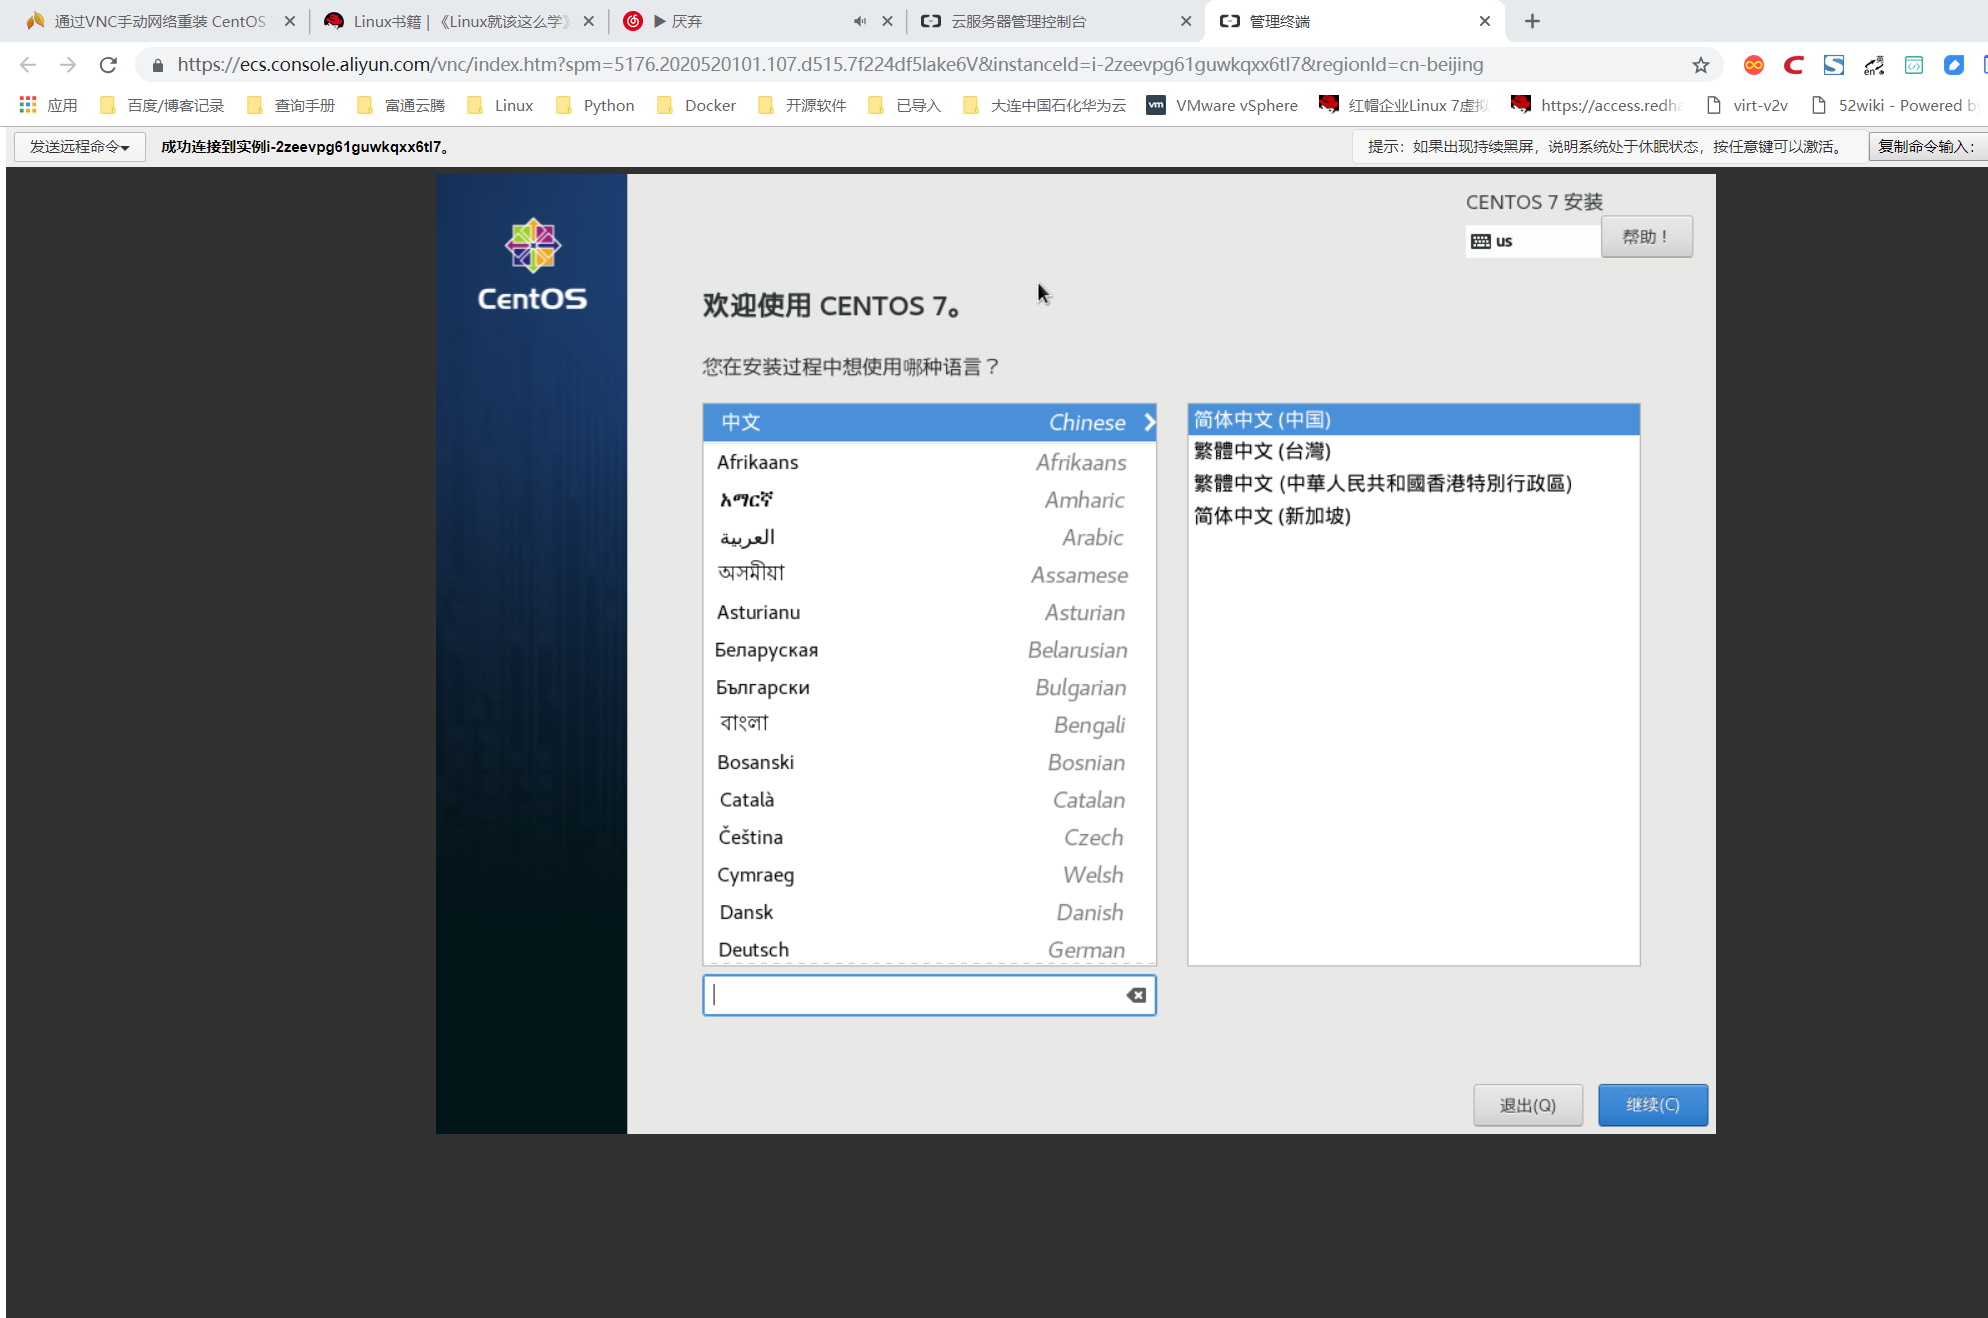 通过VNC手动网络重装 CentOS
Linux书籍 | 《Linux就该这么学》
▶ 厌弃
云服务器管理控制台
管理终端
https://ecs.console.aliyun.com/vnc/index.htm?spm=5176.2020520101.107.d515.7f224df5lake6V&instanceId=i-2zeevpg61guwkqxx6tl7&regionId=cn-beijing
应用
百度/博客记录
查询手册
富通云腾
Linux
Python
Docker
开源软件
已导入
大连中国石化华为云
vm
VMware vSphere
红帽企业Linux 7虚拟
https://access.redha
virt-v2v
52wiki - Powered by
发送远程命令
成功连接到实例i-2zeevpg61guwkqxx6tl7。
提示：如果出现持续黑屏，说明系统处于休眠状态，按任意键可以激活。
复制命令输入：
CentOS
CENTOS 7 安装
us
帮助！
欢迎使用 CENTOS 7。
您在安装过程中想使用哪种语言？
中文 Chinese
Afrikaans Afrikaans
አማርኛ Amharic
العربية Arabic
অসমীয়া Assamese
Asturianu Asturian
Беларуская Belarusian
Български Bulgarian
বাংলা Bengali
Bosanski Bosnian
Català Catalan
Čeština Czech
Cymraeg Welsh
Dansk Danish
Deutsch German
简体中文 (中国)
繁體中文 (台灣)
繁體中文 (中華人民共和國香港特別行政區)
简体中文 (新加坡)
退出(Q)
继续(C)